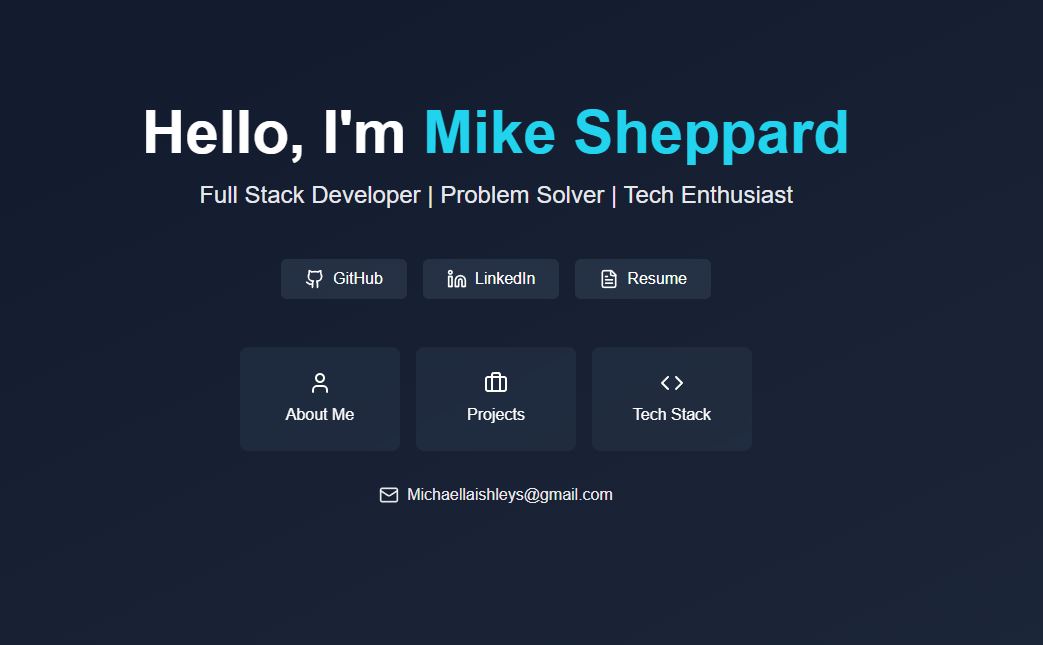 Hello, I'm Mike Sheppard
Full Stack Developer | Problem Solver | Tech Enthusiast
GitHub LinkedIn Resume
About Me Projects Tech Stack
Michaellaishleys@gmail.com